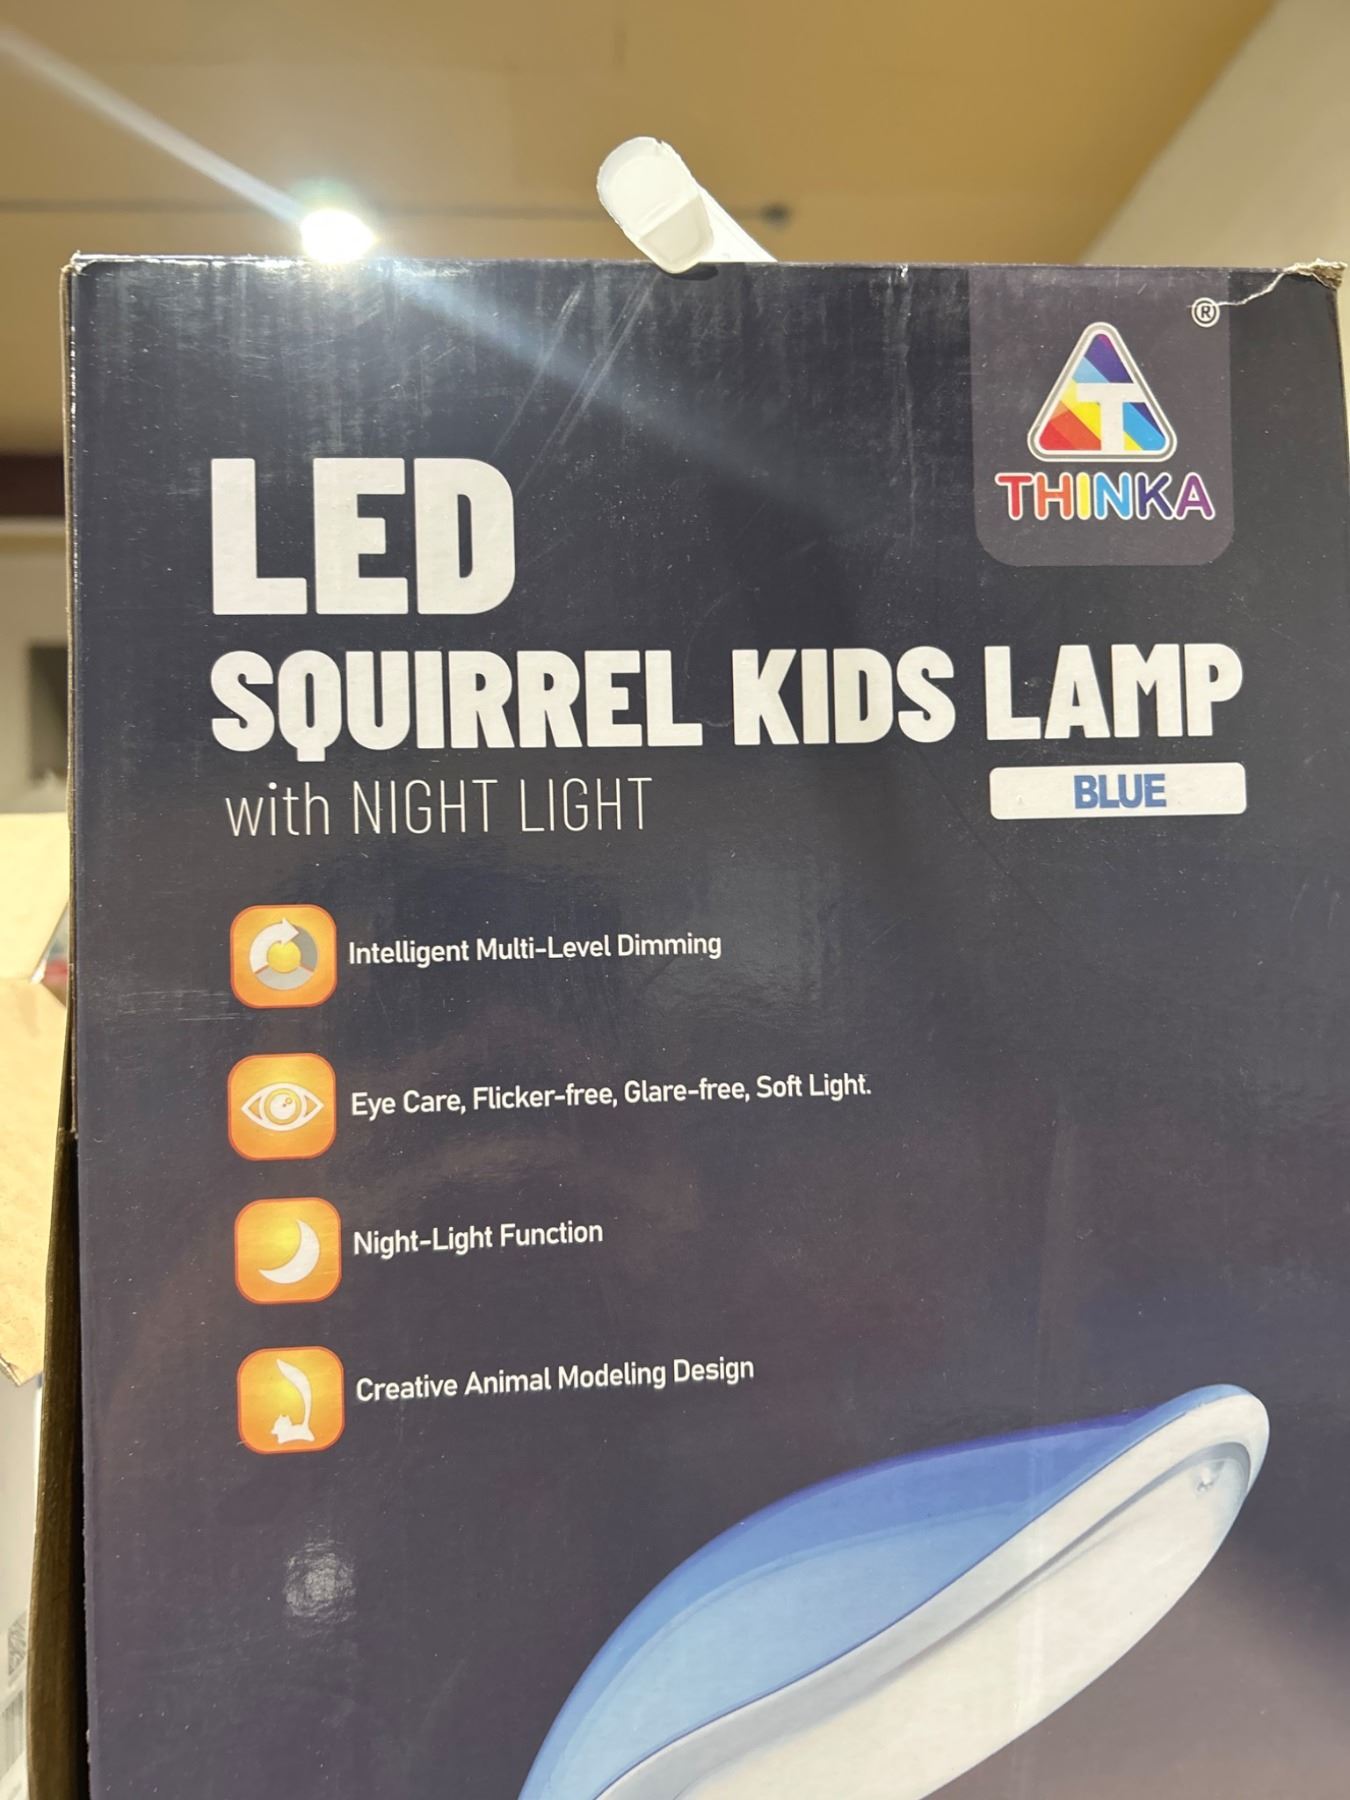 ®
T
THINKA
LED
SQUIRREL KIDS LAMP
with NIGHT LIGHT
BLUE
Intelligent Multi-Level Dimming
Eye Care, Flicker-free, Glare-free, Soft Light.
Night-Light Function
Creative Animal Modeling Design